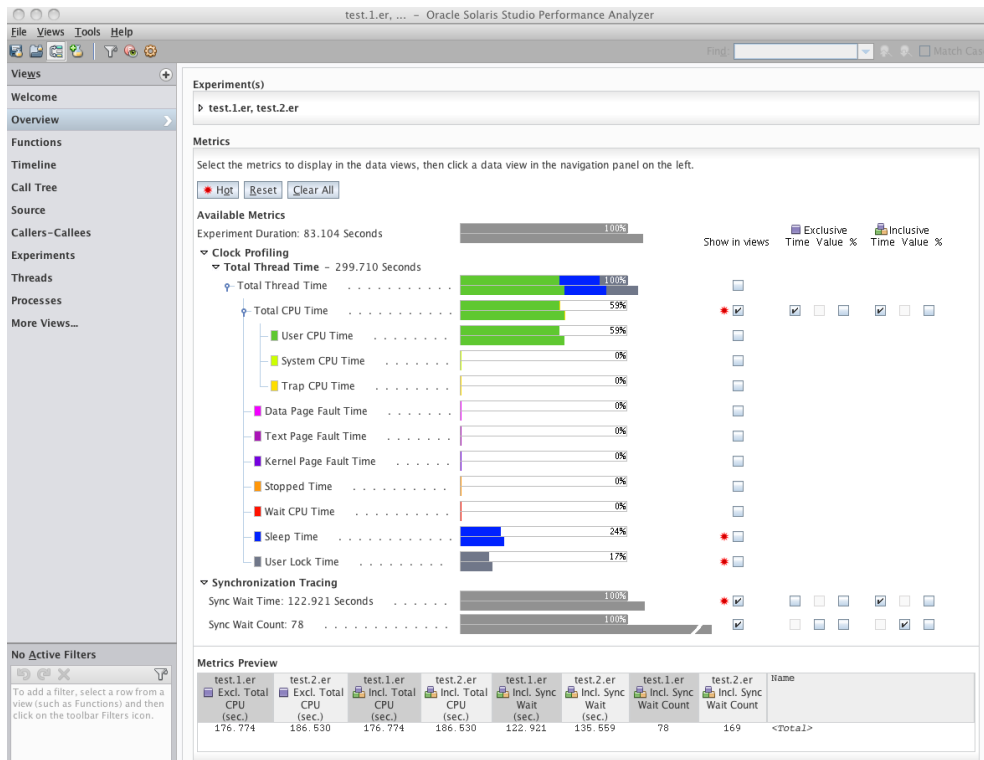 test.1.er, ... – Oracle Solaris Studio Performance Analyzer
File Views Tools Help
Find: Match Cas
Views
Welcome
Overview
Functions
Timeline
Call Tree
Source
Callers-Callees
Experiments
Threads
Processes
More Views...
Experiment(s)
test.1.er, test.2.er
Metrics
Select the metrics to display in the data views, then click a data view in the navigation panel on the left.
Hot Reset Clear All
Available Metrics
Experiment Duration: 83.104 Seconds 100%
Show in views
Exclusive Inclusive
Time Value % Time Value %
Clock Profiling
Total Thread Time – 299.710 Seconds
Total Thread Time . . . . . . . . . . . 100%
Total CPU Time . . . . . . . . . . . 59%
User CPU Time . . . . . . . . 59%
System CPU Time . . . . . . 0%
Trap CPU Time . . . . . . . . 0%
Data Page Fault Time . . . . . . . 0%
Text Page Fault Time . . . . . . . 0%
Kernel Page Fault Time . . . . . . 0%
Stopped Time . . . . . . . . . . . 0%
Wait CPU Time . . . . . . . . . . . 0%
Sleep Time . . . . . . . . . . . . 24%
User Lock Time . . . . . . . . . . 17%
Synchronization Tracing
Sync Wait Time: 122.921 Seconds . . . . . . 100%
Sync Wait Count: 78 . . . . . . . . . . . . . 100%
No Active Filters
To add a filter, select a row from a
view (such as Functions) and then
click on the toolbar Filters icon.
Metrics Preview
test.1.er test.2.er test.1.er test.2.er test.1.er test.2.er test.1.er test.2.er Name
Excl. Total Excl. Total Incl. Total Incl. Total Incl. Sync Incl. Sync Incl. Sync Incl. Sync
CPU CPU CPU CPU Wait Wait Wait Count Wait Count
(sec.) (sec.) (sec.) (sec.) (sec.) (sec.)
176.774 186.530 176.774 186.530 122.921 135.559 78 169 <Total>